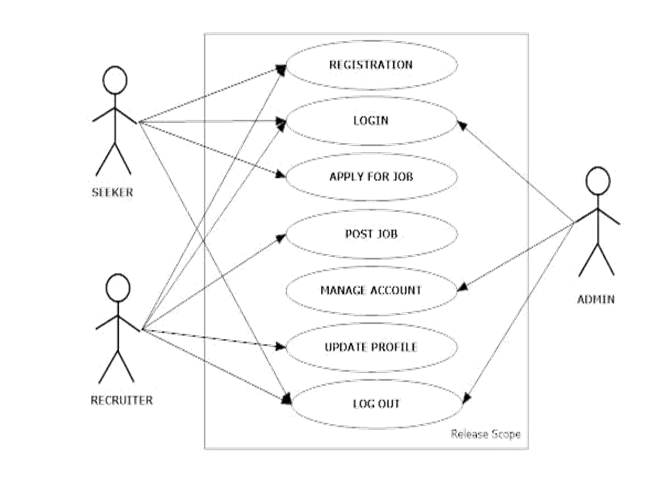 REGISTRATION
LOGIN
APPLY FOR JOB
SEEKER
POST JOB
MANAGE ACCOUNT
ADMIN
UPDATE PROFILE
RECRUITER
LOG OUT
Release Scope